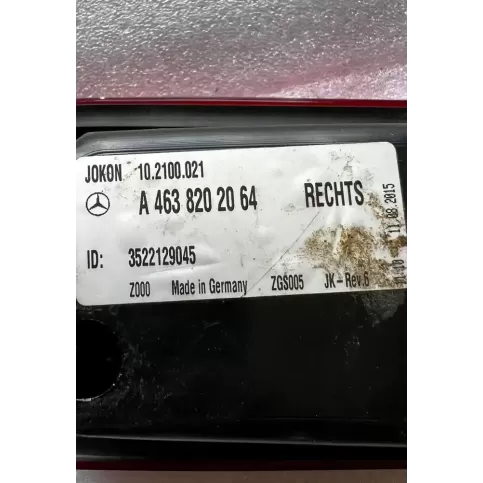 JOKON 10.2100.021
A 463 820 20 64 RECHTS
ID: 3522129045
Z000 Made in Germany ZGS005 JK-Rev.6
11.08.2015